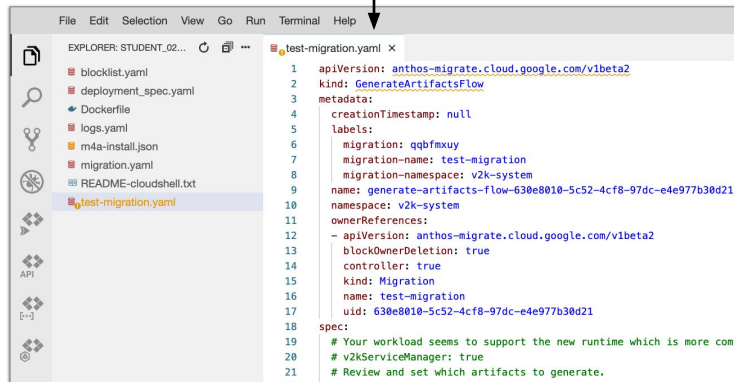 File Edit Selection View Go Run Terminal Help
EXPLORER: STUDENT_02...
blocklist.yaml
deployment_spec.yaml
Dockerfile
logs.yaml
m4a-install.json
migration.yaml
README-cloudshell.txt
test-migration.yaml
API
test-migration.yaml ×
1 apiVersion: anthos-migrate.cloud.google.com/v1beta2
2 kind: GenerateArtifactsFlow
3 metadata:
4 creationTimestamp: null
5 labels:
6 migration: qqbfmxuy
7 migration-name: test-migration
8 migration-namespace: v2k-system
9 name: generate-artifacts-flow-630e8010-5c52-4cf8-97dc-e4e977b30d21
10 namespace: v2k-system
11 ownerReferences:
12 - apiVersion: anthos-migrate.cloud.google.com/v1beta2
13 blockOwnerDeletion: true
14 controller: true
15 kind: Migration
16 name: test-migration
17 uid: 630e8010-5c52-4cf8-97dc-e4e977b30d21
18 spec:
19 # Your workload seems to support the new runtime which is more com
20 # v2kServiceManager: true
21 # Review and set which artifacts to generate.